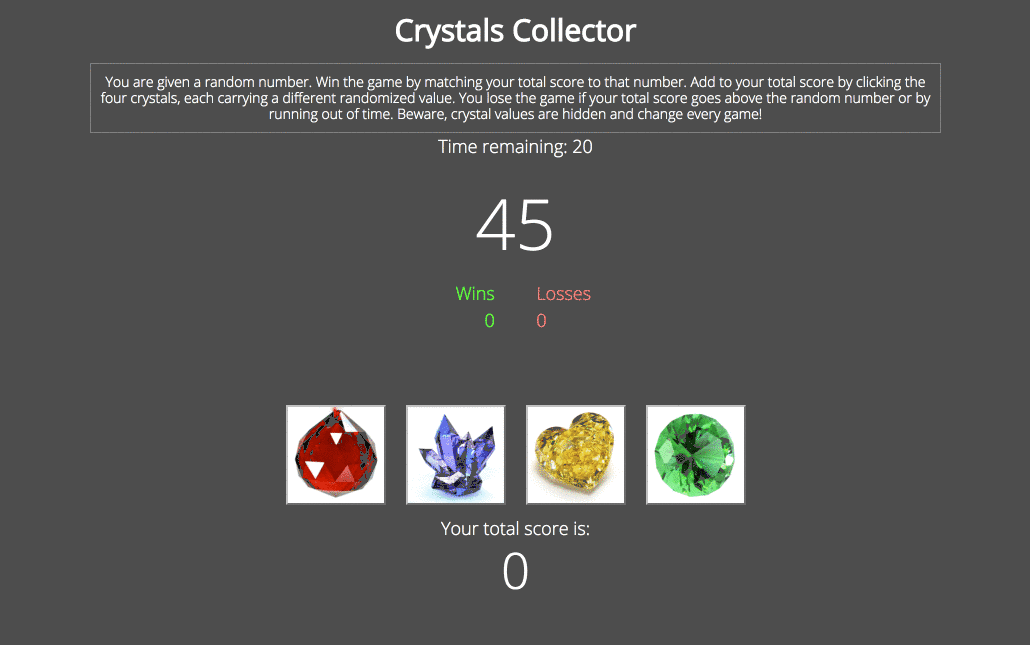 Crystals Collector
You are given a random number. Win the game by matching your total score to that number. Add to your total score by clicking the
four crystals, each carrying a different randomized value. You lose the game if your total score goes above the random number or by
running out of time. Beware, crystal values are hidden and change every game!
Time remaining: 20
45
Wins Losses
0 0
Your total score is:
0